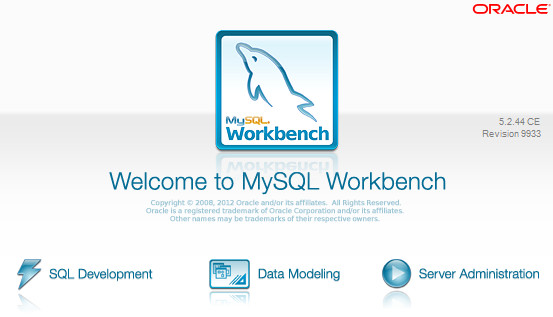 ORACLE
MySQL
Workbench
5.2.44 CE
Revision 9933
Welcome to MySQL Workbench
Copyright © 2008, 2012 Oracle and/or its affiliates. All Rights Reserved.
Oracle is a registered trademark of Oracle Corporation and/or its affiliates.
Other names may be trademarks of their respective owners.
SQL Development
Data Modeling
Server Administration